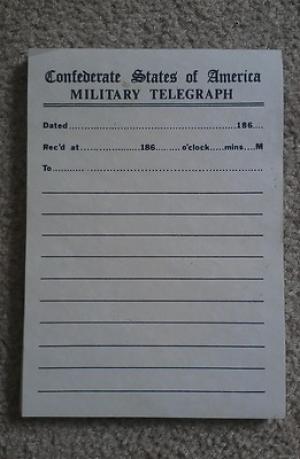 Confederate States of America
MILITARY TELEGRAPH
Dated..............................................186....
Rec'd at..................186........o'clock.....mins....M
To............................................................